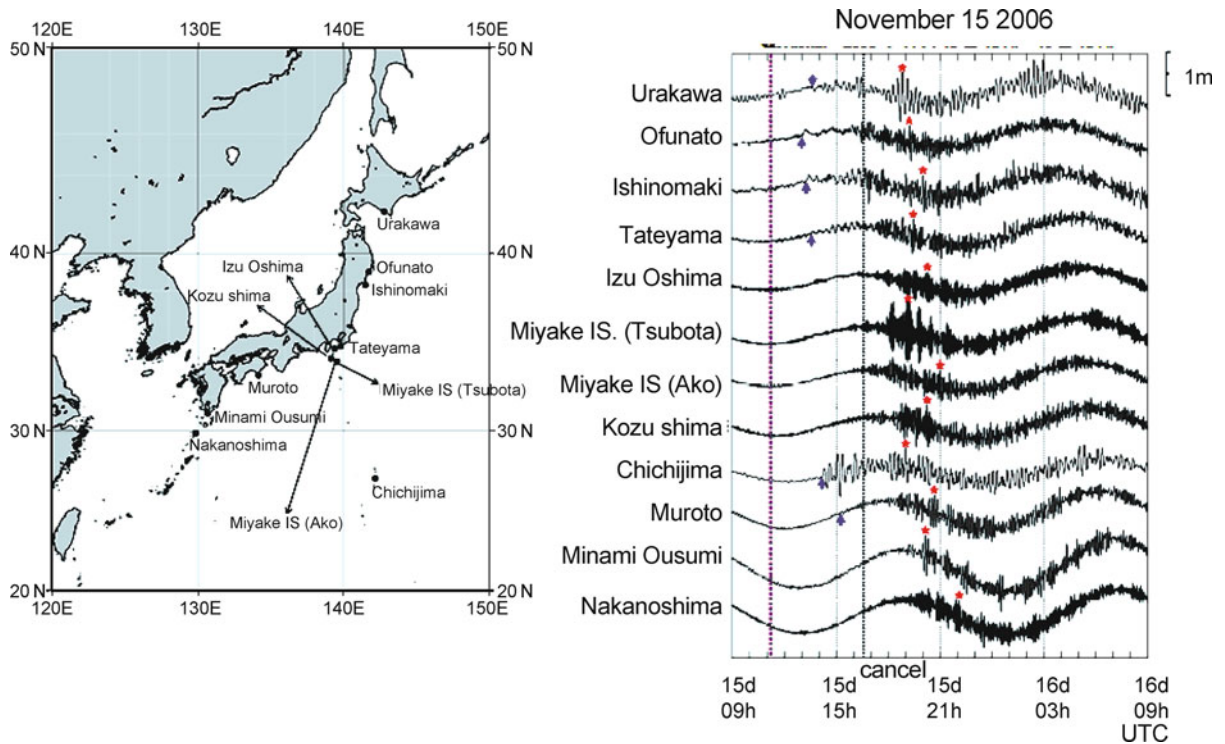 120E 130E 140E 150E
50 N
50 N
40 N
40 N
30 N
30 N
20 N
20 N
120E 130E 140E 150E
Urakawa
Izu Oshima
Ofunato
Kozu shima
Ishinomaki
Tateyama
Muroto
Miyake IS (Tsubota)
Minami Ousumi
Nakanoshima
Chichijima
Miyake IS (Ako)
November 15 2006
1m
Urakawa
Ofunato
Ishinomaki
Tateyama
Izu Oshima
Miyake IS. (Tsubota)
Miyake IS (Ako)
Kozu shima
Chichijima
Muroto
Minami Ousumi
Nakanoshima
cancel
15d 15d 15d 16d 16d
09h 15h 21h 03h 09h
UTC